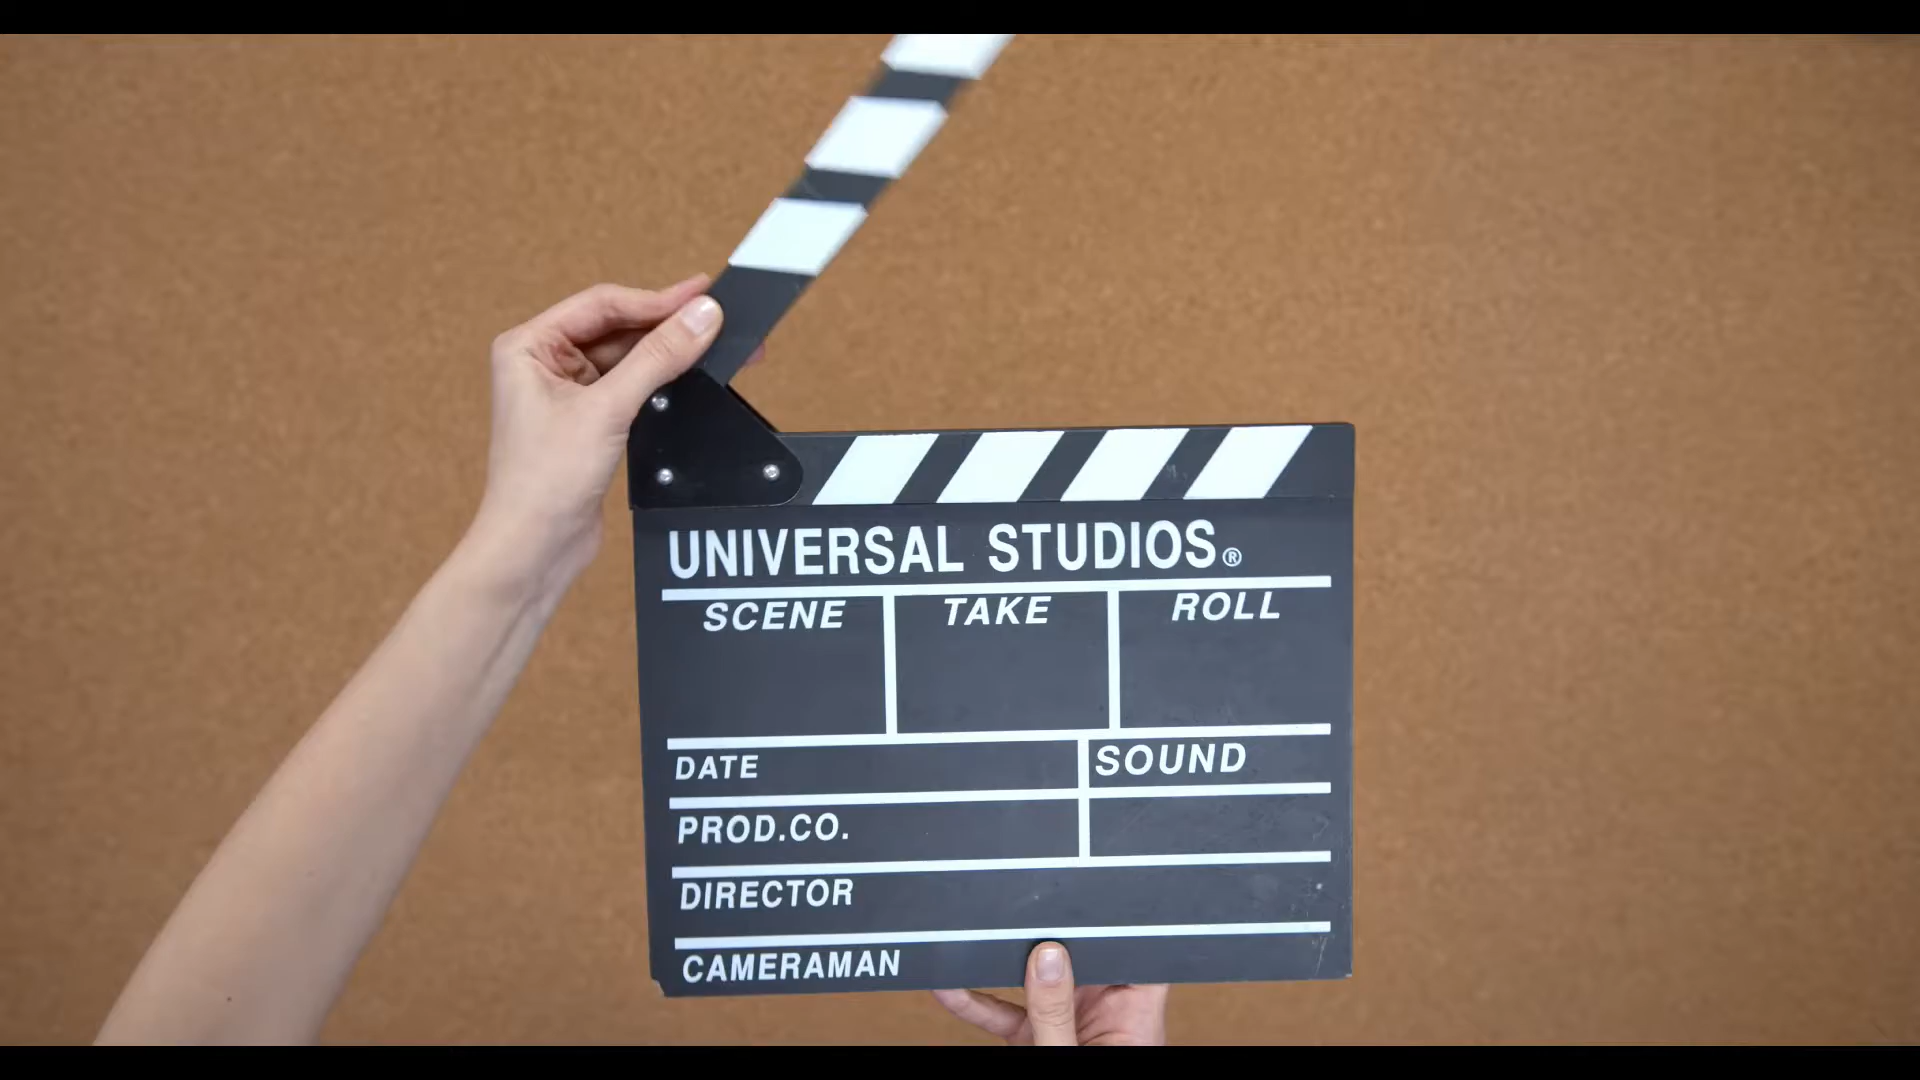 UNIVERSAL STUDIOS®
SCENE TAKE ROLL
DATE SOUND
PROD.CO.
DIRECTOR
CAMERAMAN